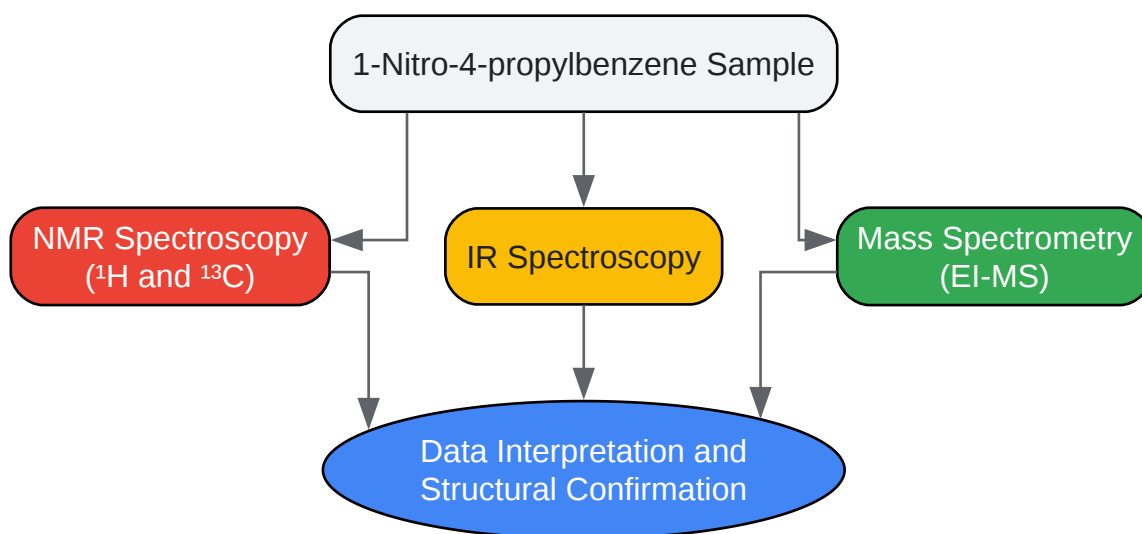 1-Nitro-4-propylbenzene Sample
NMR Spectroscopy
(¹H and ¹³C)
IR Spectroscopy
Mass Spectrometry
(EI-MS)
Data Interpretation and
Structural Confirmation